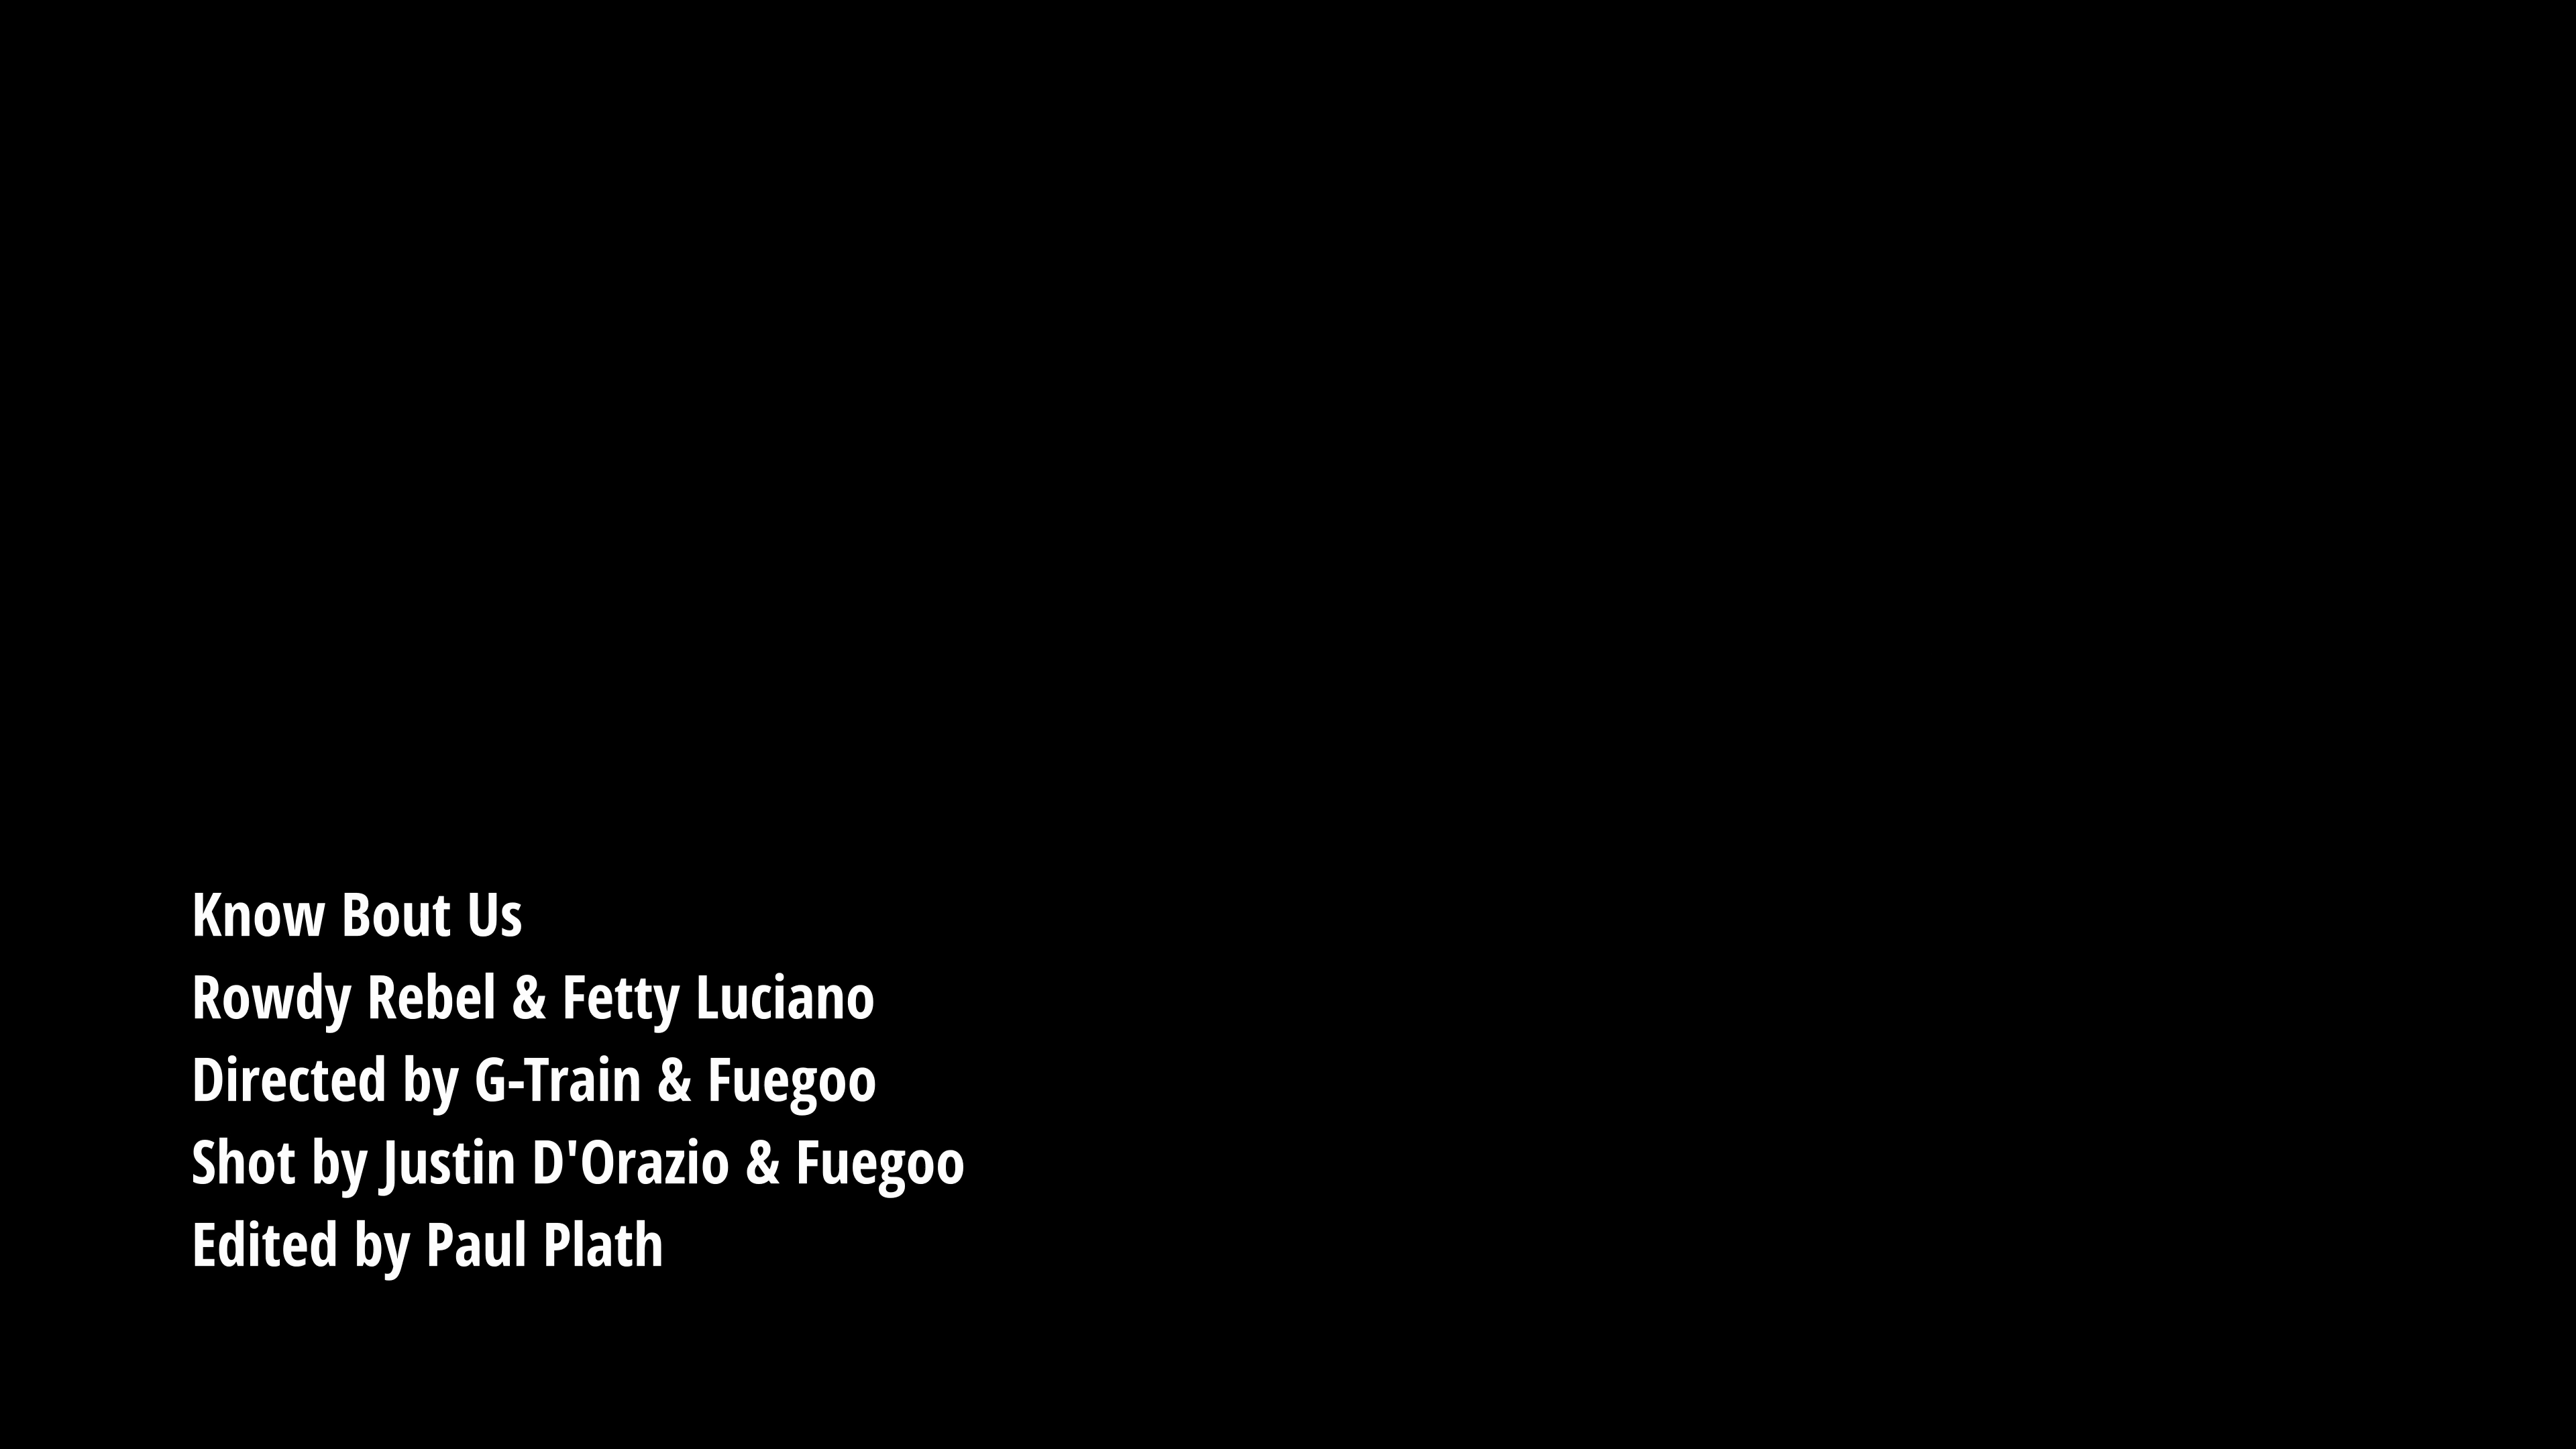 Know Bout Us
Rowdy Rebel & Fetty Luciano
Directed by G-Train & Fuegoo
Shot by Justin D'Orazio & Fuegoo
Edited by Paul Plath